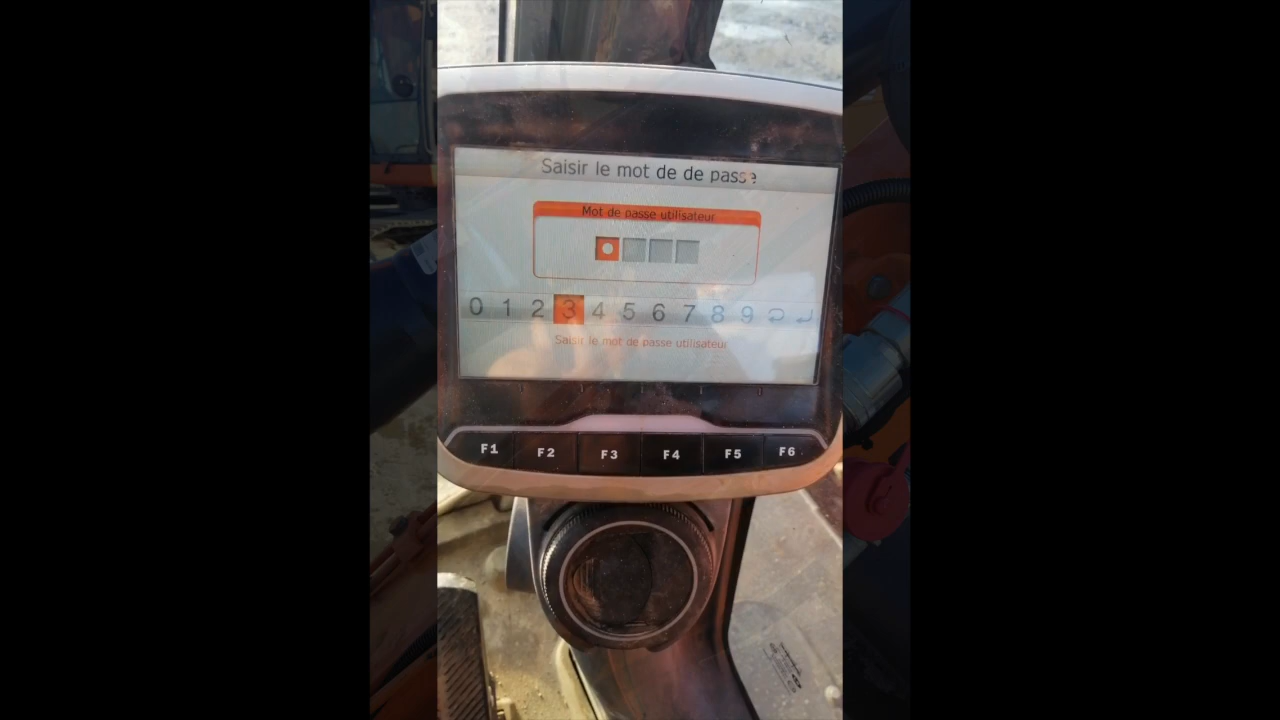 Saisir le mot de de passe
Mot de passe utilisateur
0 1 2 3 4 5 6 7 8 9
Saisir le mot de passe utilisateur
F1 F2 F3 F4 F5 F6